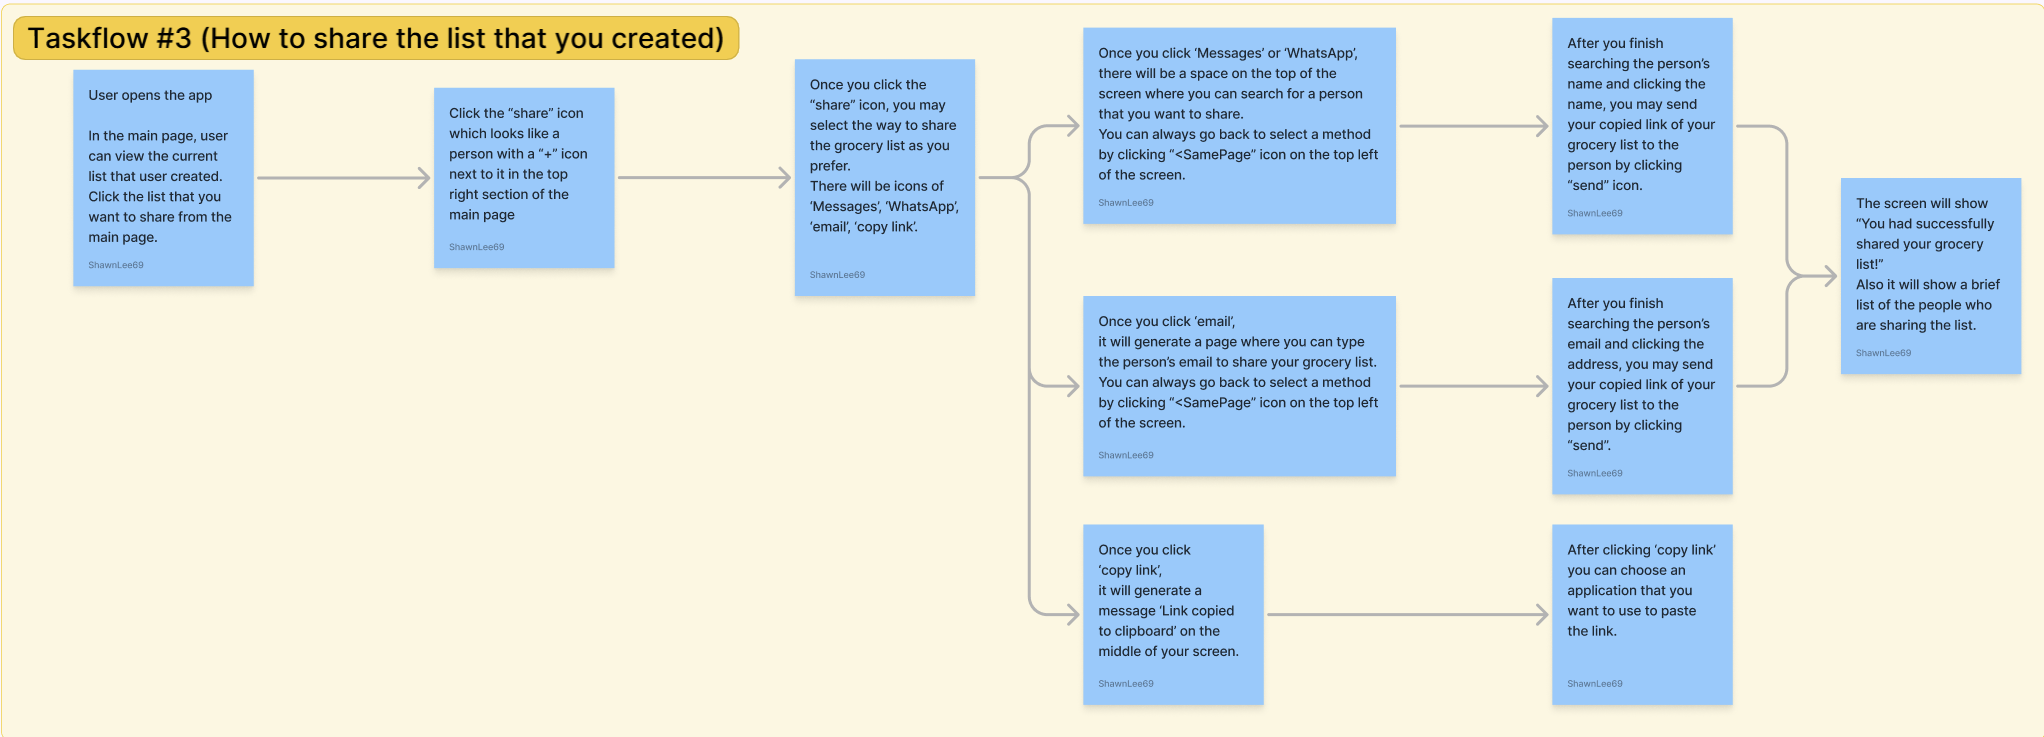 Taskflow #3 (How to share the list that you created)
User opens the app
In the main page, user
can view the current
list that user created.
Click the list that you
want to share from the
main page.
ShawnLee69
Click the “share” icon
which looks like a
person with a “+” icon
next to it in the top
right section of the
main page
ShawnLee69
Once you click the
“share” icon, you may
select the way to share
the grocery list as you
prefer.
There will be icons of
‘Messages’, ‘WhatsApp’,
‘email’, ‘copy link’.
ShawnLee69
Once you click ‘Messages’ or ‘WhatsApp’,
there will be a space on the top of the
screen where you can search for a person
that you want to share.
You can always go back to select a method
by clicking “<SamePage” icon on the top left
of the screen.
ShawnLee69
After you finish
searching the person’s
name and clicking the
name, you may send
your copied link of your
grocery list to the
person by clicking
“send” icon.
ShawnLee69
Once you click ‘email’,
it will generate a page where you can type
the person’s email to share your grocery list.
You can always go back to select a method
by clicking “<SamePage” icon on the top left
of the screen.
ShawnLee69
After you finish
searching the person’s
email and clicking the
address, you may send
your copied link of your
grocery list to the
person by clicking
“send”.
ShawnLee69
The screen will show
“You had successfully
shared your grocery
list!”
Also it will show a brief
list of the people who
are sharing the list.
ShawnLee69
Once you click
‘copy link’,
it will generate a
message ‘Link copied
to clipboard’ on the
middle of your screen.
ShawnLee69
After clicking ‘copy link’
you can choose an
application that you
want to use to paste
the link.
ShawnLee69